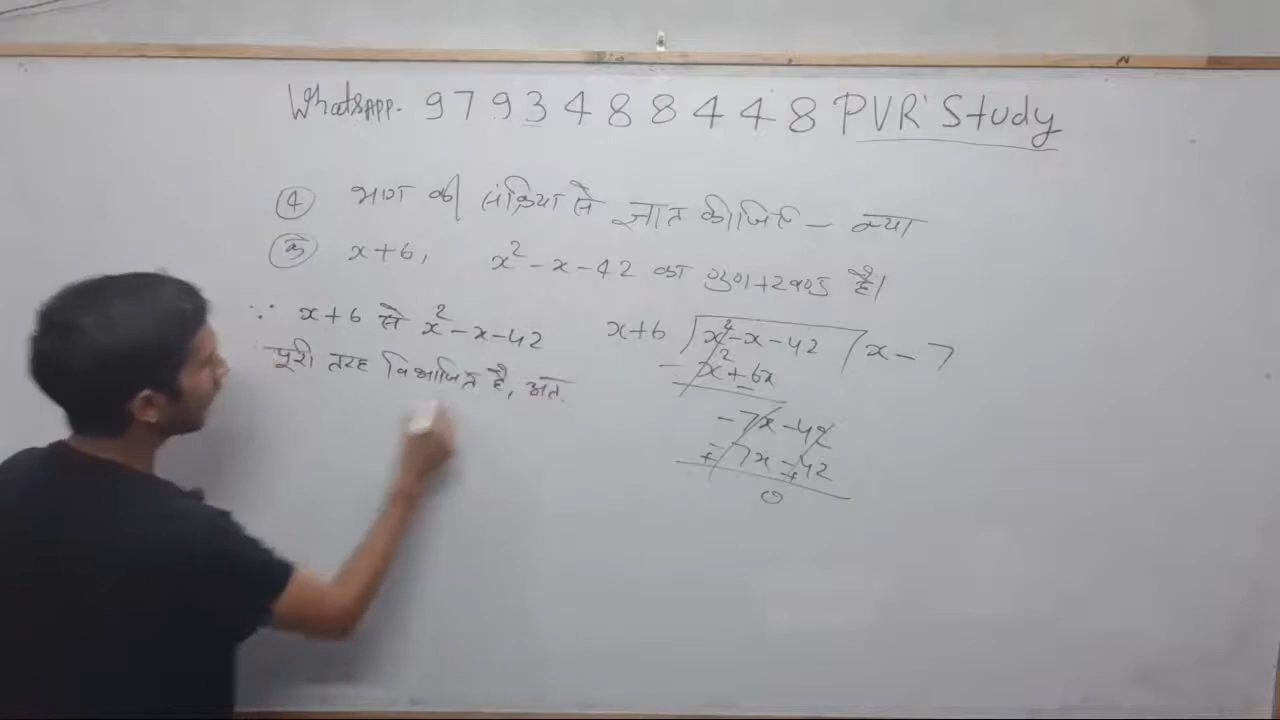 WhatsApp. 9793488448 PVR Study
④ भाग की संक्रिया से ज्ञात कीजिए – क्या
क x+6, x²-x-42 का गुणनखण्ड है।
∵ x+6 से x²-x-42
पूरी तरह विभाजित है, अतः
x+6 ) x²-x-42 ( x-7
- x²+6x
-
-7x-42
+ - 7x - 42
+
0